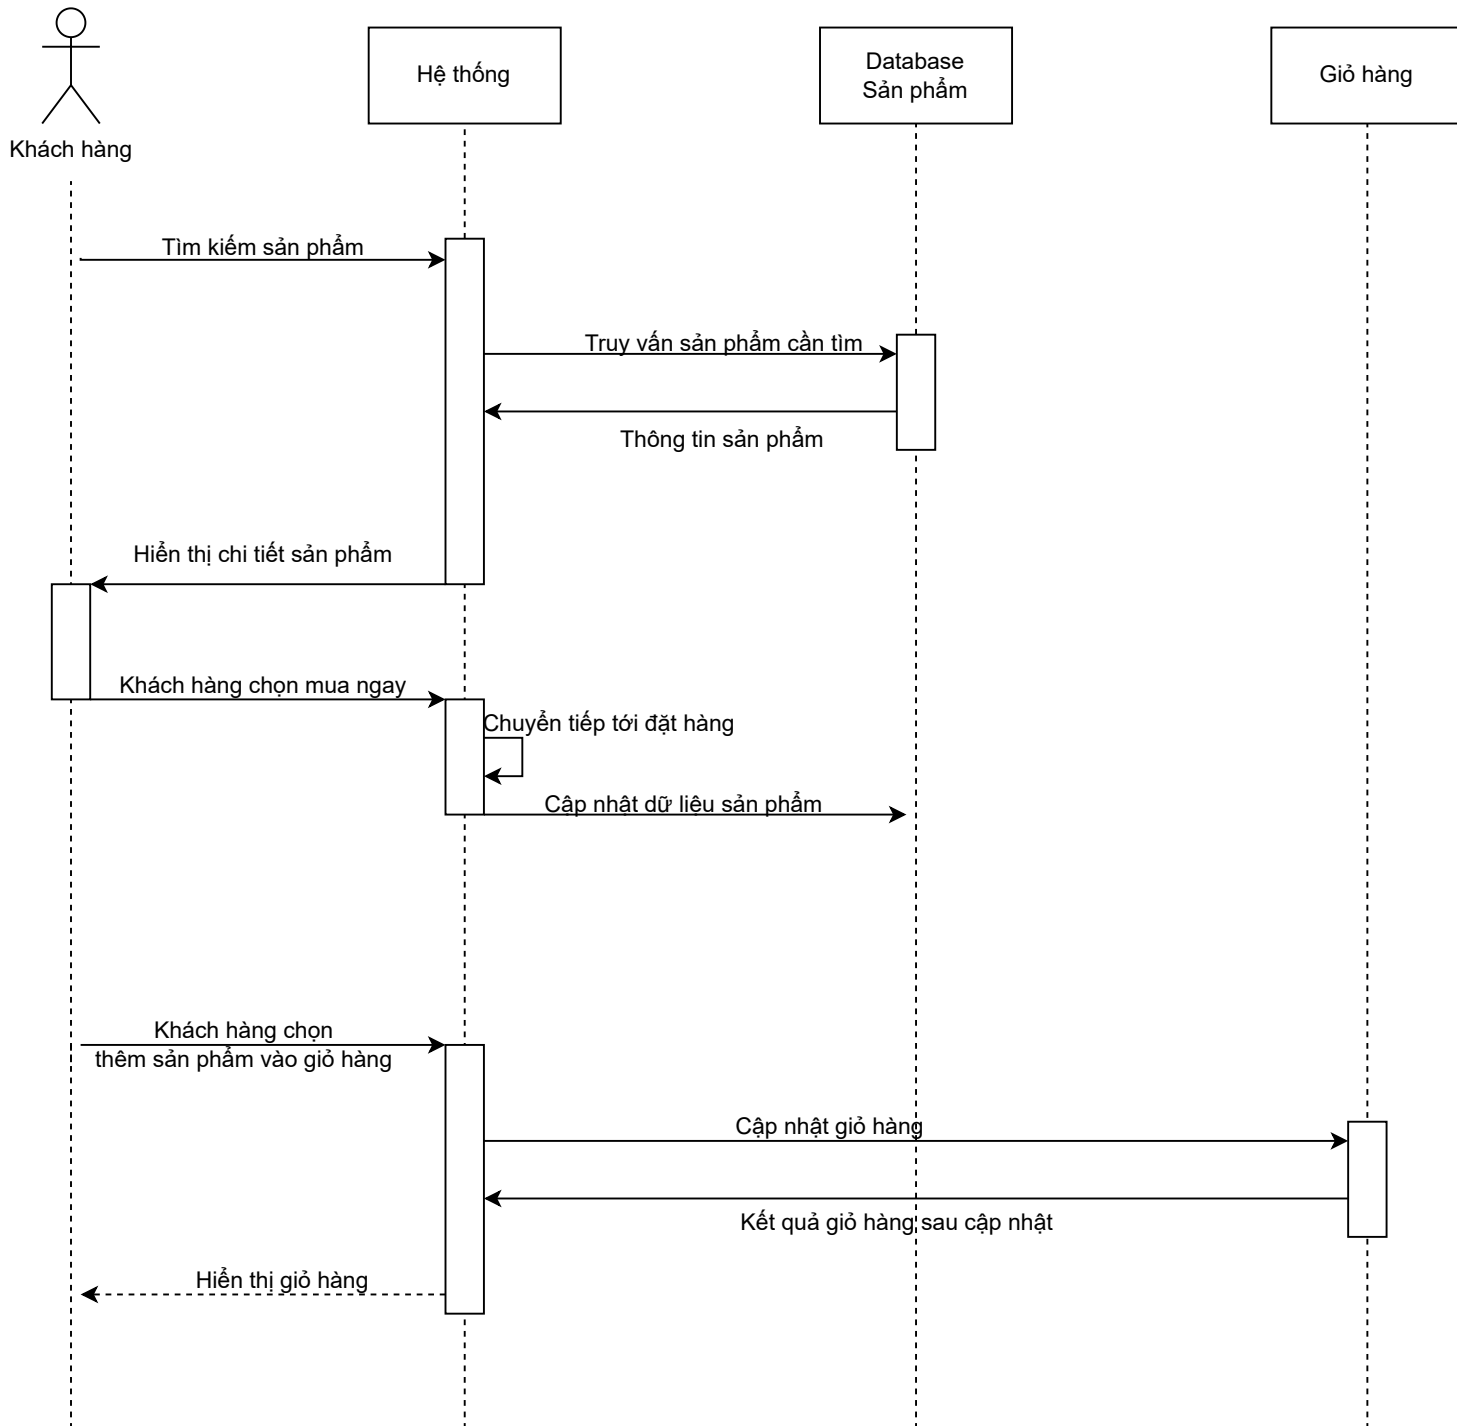 Khách hàng
Hệ thống
Database
Sản phẩm
Giỏ hàng
Tìm kiếm sản phẩm
Truy vấn sản phẩm cần tìm
Thông tin sản phẩm
Hiển thị chi tiết sản phẩm
Khách hàng chọn mua ngay
Chuyển tiếp tới đặt hàng
Cập nhật dữ liệu sản phẩm
Khách hàng chọn
thêm sản phẩm vào giỏ hàng
Cập nhật giỏ hàng
Kết quả giỏ hàng sau cập nhật
Hiển thị giỏ hàng